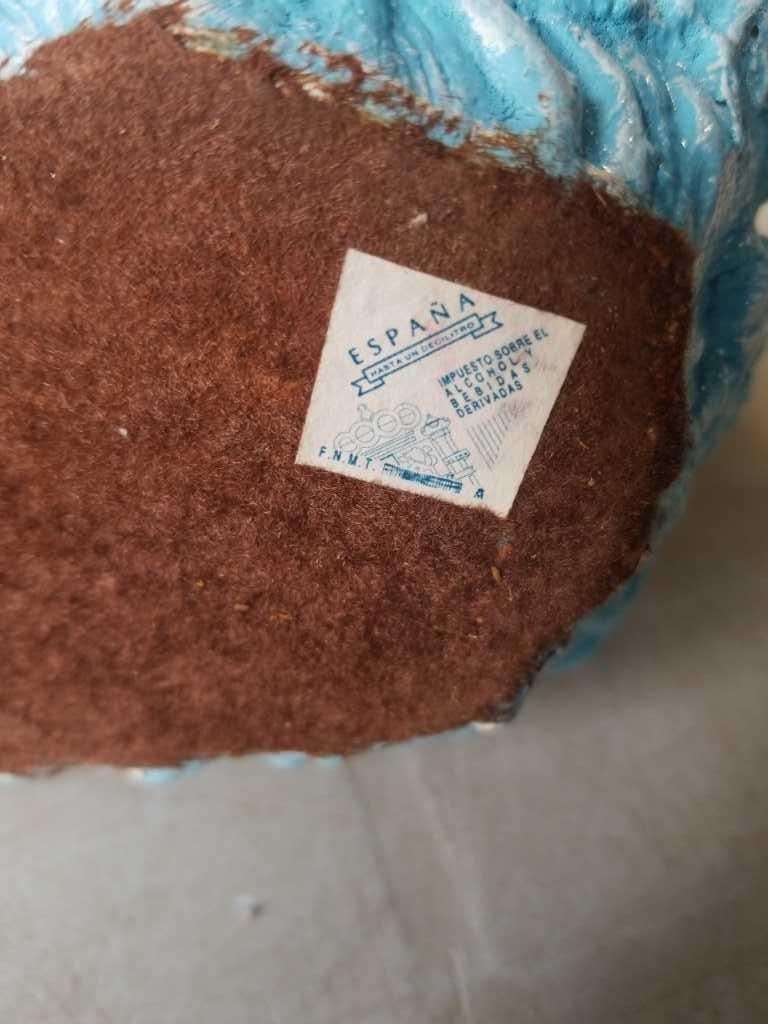 ESPAÑA
HASTA UN DECILITRO
IMPUESTO SOBRE EL
ALCOHOL Y
BEBIDAS
DERIVADAS
F.N.M.T.
A